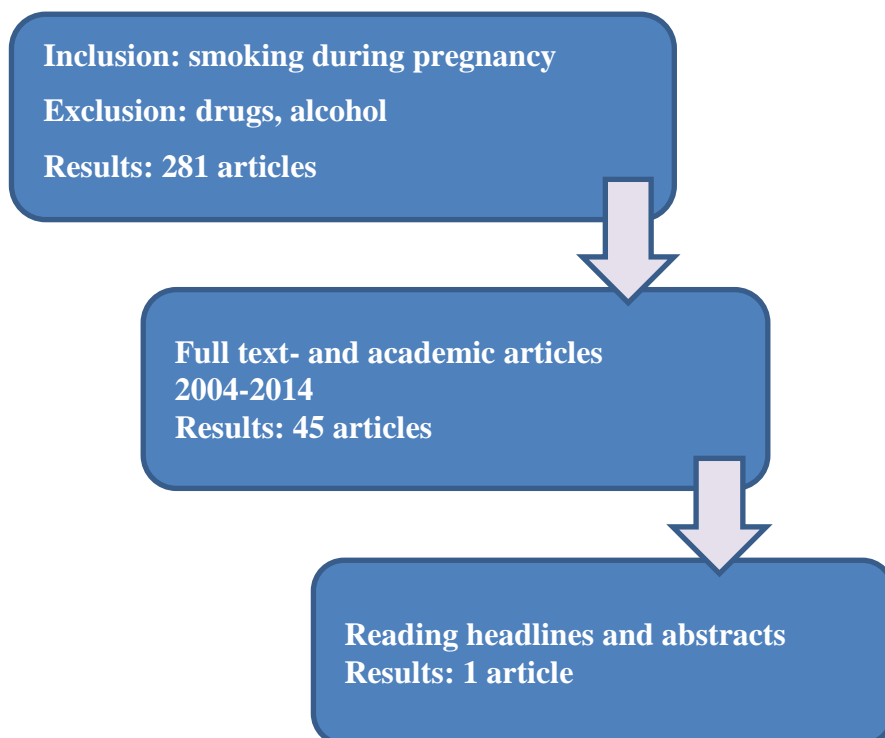 Inclusion: smoking during pregnancy
Exclusion: drugs, alcohol
Results: 281 articles
Full text- and academic articles
2004-2014
Results: 45 articles
Reading headlines and abstracts
Results: 1 article